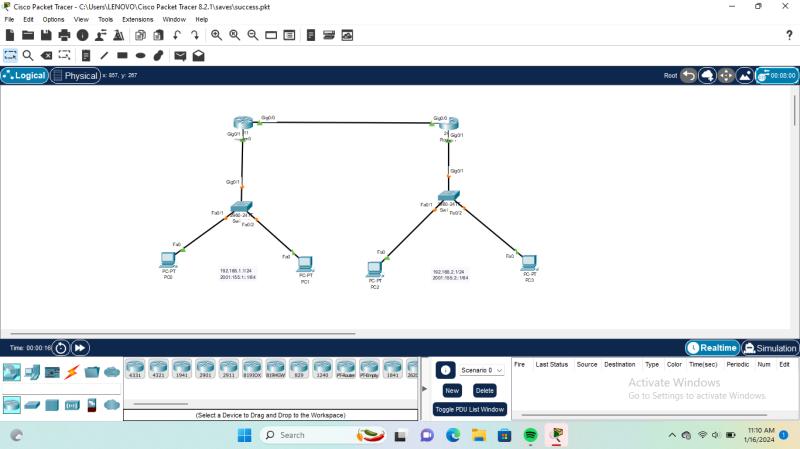 Cisco Packet Tracer - C:\Users\LENOVO\Cisco Packet Tracer 8.2.1\saves\success.pkt
File Edit Options View Tools Extensions Window Help
Logical Physical x: 857, y: 267 Root 00:08:00
Gig0/0 Gig0/0
Gig0/1 Gig0/1
Gig0/1 Gig0/1
Fa0/1 Fa0/2 Fa0/1 Fa0/2
Fa0 Fa0 Fa0 Fa0
PC-PT
PC0
PC-PT
PC1
PC-PT
PC2
PC-PT
PC3
192.168.1.1/24
2001:155:1::1/64
192.168.2.1/24
2001:155:2::1/64
Time: 00:00:16 Realtime Simulation
4331 4321 1941 2901 2911 819IOX 819HGW 829 1240 PT-Router PT-Empty 1841
(Select a Device to Drag and Drop to the Workspace)
Scenario 0
New Delete
Toggle PDU List Window
Fire Last Status Source Destination Type Color Time(sec) Periodic Num Edit
Activate Windows
Go to Settings to activate Windows.
Search
11:10 AM
1/16/2024